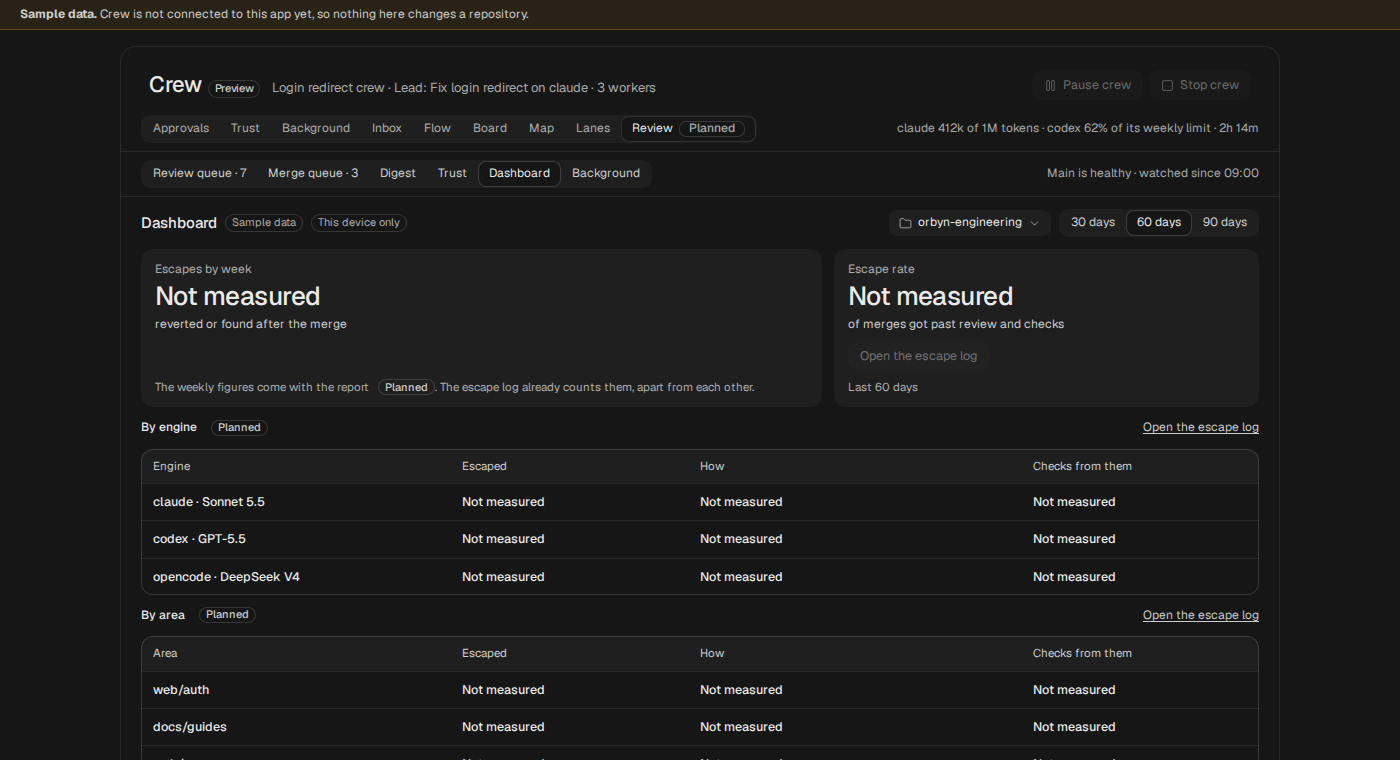 Sample data. Crew is not connected to this app yet, so nothing here changes a repository.
Crew Preview Login redirect crew · Lead: Fix login redirect on claude · 3 workers Pause crew Stop crew
Approvals Trust Background Inbox Flow Board Map Lanes Review Planned claude 412k of 1M tokens · codex 62% of its weekly limit · 2h 14m
Review queue · 7 Merge queue · 3 Digest Trust Dashboard Background Main is healthy · watched since 09:00
Dashboard Sample data This device only orbyn-engineering 30 days 60 days 90 days
Escapes by week
Not measured
reverted or found after the merge
The weekly figures come with the report Planned . The escape log already counts them, apart from each other.
Escape rate
Not measured
of merges got past review and checks
Open the escape log
Last 60 days
By engine Planned Open the escape log
Engine Escaped How Checks from them
claude · Sonnet 5.5 Not measured Not measured Not measured
codex · GPT-5.5 Not measured Not measured Not measured
opencode · DeepSeek V4 Not measured Not measured Not measured
By area Planned Open the escape log
Area Escaped How Checks from them
web/auth Not measured Not measured Not measured
docs/guides Not measured Not measured Not measured